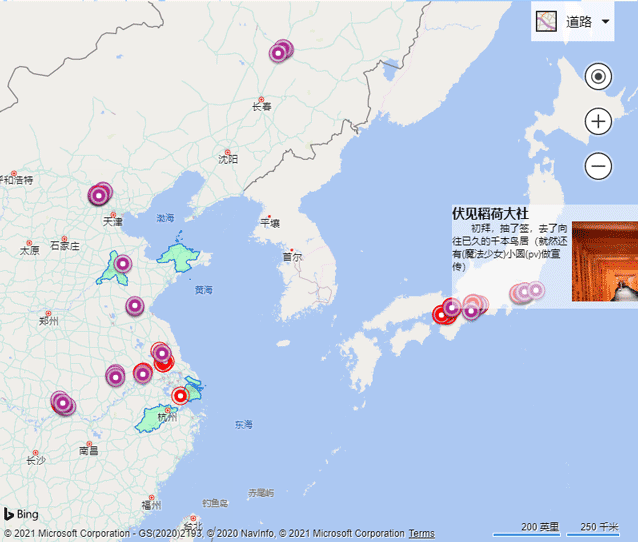 道路
长春
沈阳
呼和浩特
天津
渤海
平壤
首尔
太原
石家庄
黄海
郑州
杭州
东海
南昌
长沙
赤尾屿
钓鱼岛
福州
台北
伏见稻荷大社
初拜，抽了签，去了向
往已久的千本鸟居（就然还
有(魔法少女)小圆(pv)做宣
传）
Bing
200 英里
250 千米
© 2021 Microsoft Corporation - GS(2020)2193, © 2020 NavInfo, © 2021 Microsoft Corporation Terms